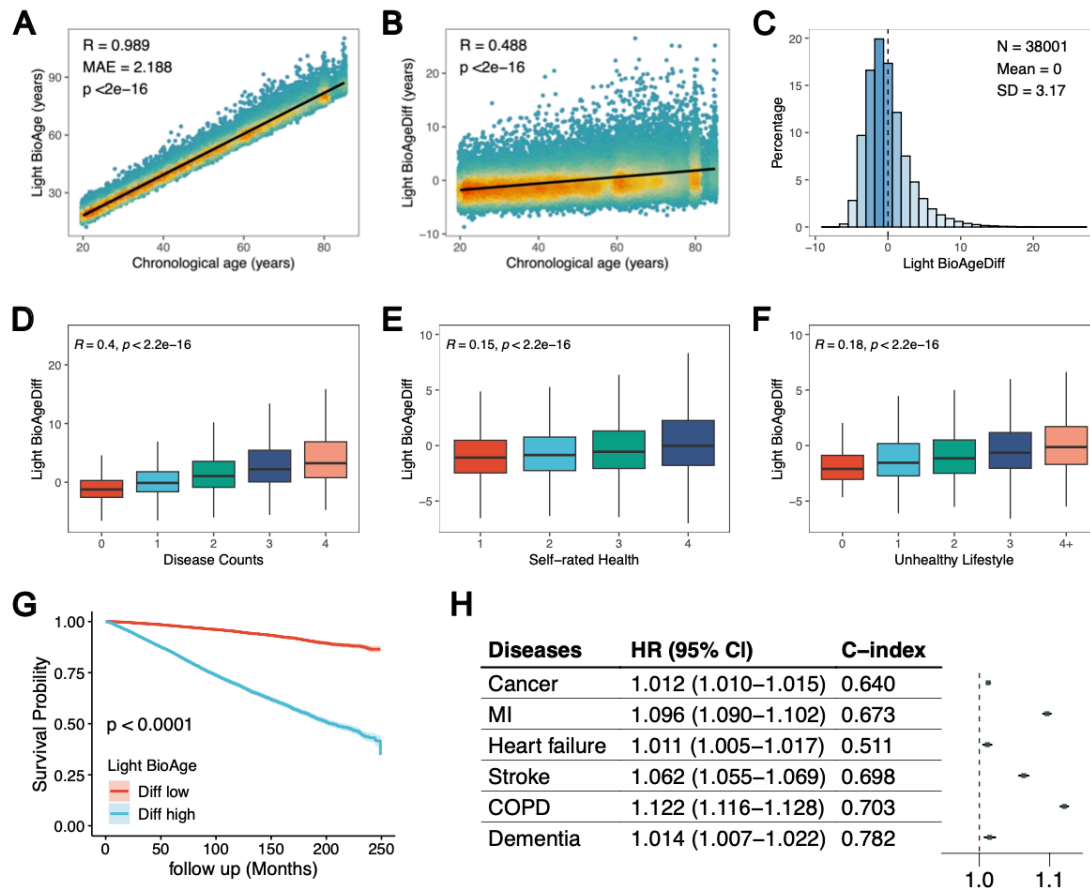 A
R = 0.989
MAE = 2.188
p <2e-16
Light BioAge (years)
90
60
30
20
40
60
80
Chronological age (years)
B
R = 0.488
p <2e-16
Light BioAgeDiff (years)
20
10
0
−10
20
40
60
80
Chronological age (years)
C
N = 38001
Mean = 0
SD = 3.17
Percentage
20
15
10
5
0
−10
0
10
20
Light BioAgeDiff
D
R = 0.4, p < 2.2e−16
Light BioAgeDiff
20
10
0
0
1
2
3
4
Disease Counts
E
R = 0.15, p < 2.2e−16
Light BioAgeDiff
10
5
0
−5
1
2
3
4
Self-rated Health
F
R = 0.18, p < 2.2e−16
Light BioAgeDiff
10
5
0
−5
0
1
2
3
4+
Unhealthy Lifestyle
G
Survival Probility
1.00
0.75
0.50
0.25
0.00
p < 0.0001
Light BioAge
Diff low
Diff high
0
50
100
150
200
250
follow up (Months)
H
Diseases HR (95% CI) C−index
Cancer 1.012 (1.010−1.015) 0.640
MI 1.096 (1.090−1.102) 0.673
Heart failure 1.011 (1.005−1.017) 0.511
Stroke 1.062 (1.055−1.069) 0.698
COPD 1.122 (1.116−1.128) 0.703
Dementia 1.014 (1.007−1.022) 0.782
1.0
1.1